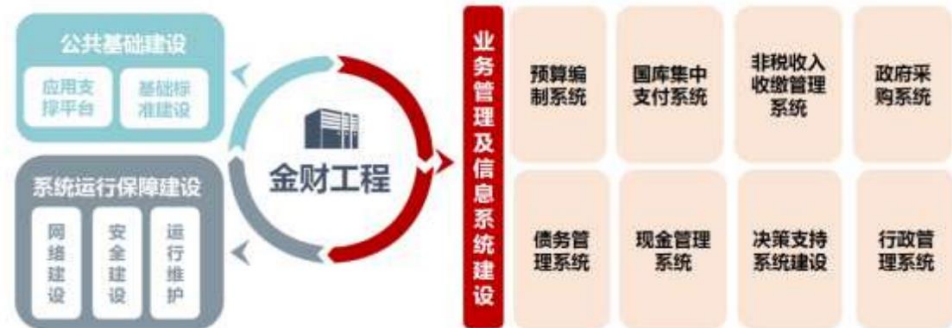 公共基础建设
应用支
撑平台
基础标
准建设
系统运行保障建设
网络建设
安全建设
运行维护
金财工程
业务管理及信息系统建设
预算编
制系统
国库集中
支付系统
非税收入
收缴管理
系统
政府采
购系统
债务管
理系统
现金管理
系统
决策支持
系统建设
行政管
理系统